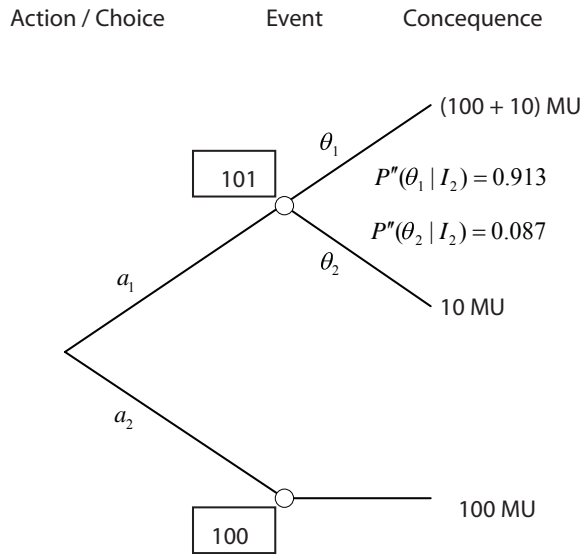 Action / Choice Event Concequence
(100 + 10) MU
θ₁
101
P″(θ₁ | I₂) = 0.913
P″(θ₂ | I₂) = 0.087
θ₂
a₁
10 MU
a₂
100 MU
100